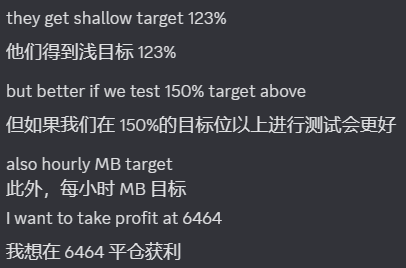 they get shallow target 123%
他们得到浅目标 123%
but better if we test 150% target above
但如果我们在 150%的目标位以上进行测试会更好
also hourly MB target
此外，每小时 MB 目标
I want to take profit at 6464
我想在 6464 平仓获利